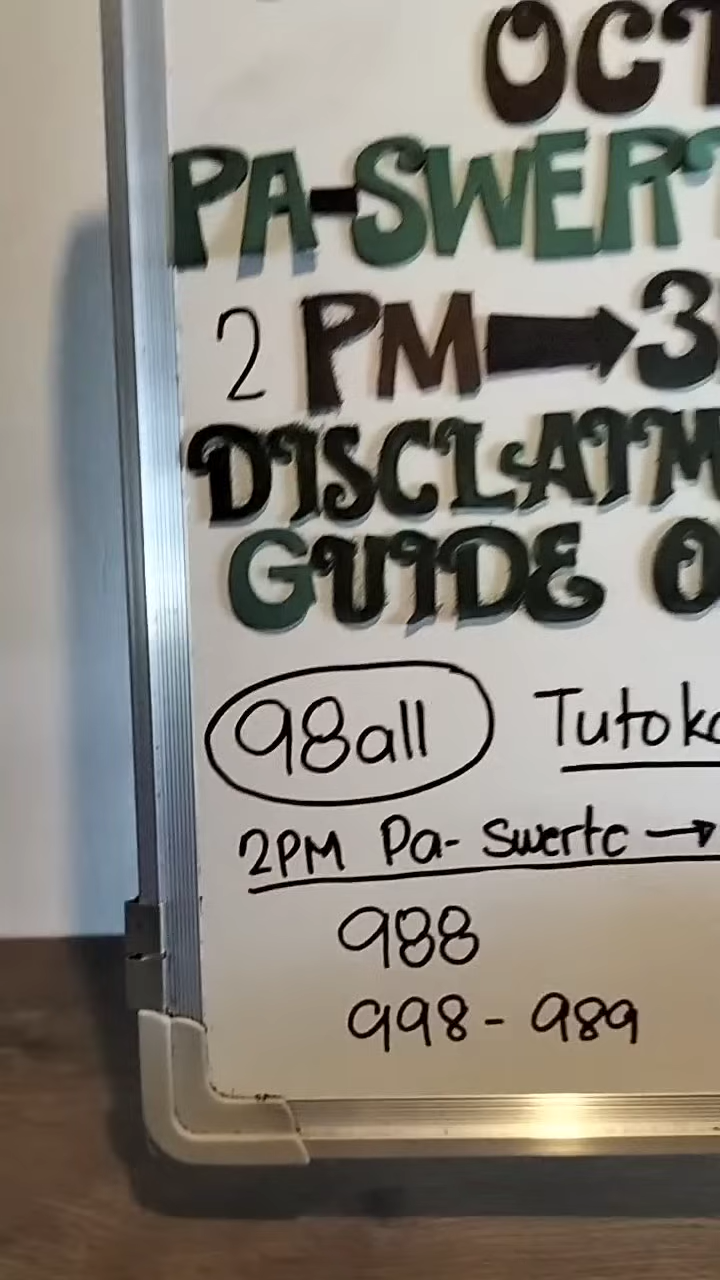 OCT
PA-SWERT
2 PM → 3
DISCLAIM
GUIDE O
98all Tutok
2PM Pa- Swerte →
988
998 - 989